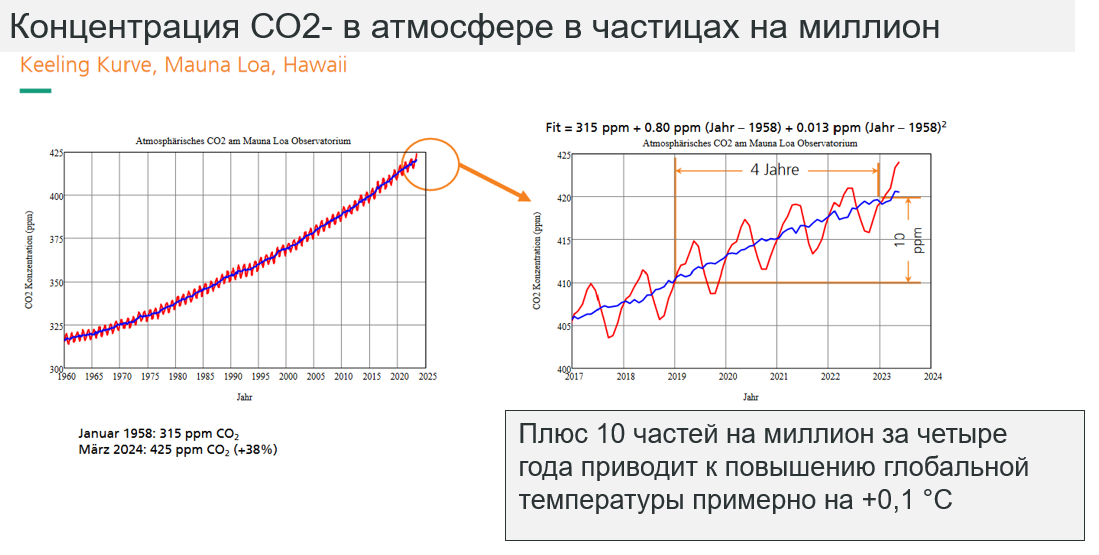 Концентрация CO2- в атмосфере в частицах на миллион
Keeling Kurve, Mauna Loa, Hawaii
Atmosphärisches CO2 am Mauna Loa Observatorium
425
400
375
350
325
300
CO2 Konzentration (ppm)
1960 1965 1970 1975 1980 1985 1990 1995 2000 2005 2010 2015 2020 2025
Jahr
Januar 1958: 315 ppm CO₂
März 2024: 425 ppm CO₂ (+38%)
Fit = 315 ppm + 0.80 ppm (Jahr – 1958) + 0.013 ppm (Jahr – 1958)²
Atmosphärisches CO2 am Mauna Loa Observatorium
4 Jahre
425
420
415
410
405
400
CO2 Konzentration (ppm)
10
ppm
2017 2018 2019 2020 2021 2022 2023 2024
Jahr
Плюс 10 частей на миллион за четыре
года приводит к повышению глобальной
температуры примерно на +0,1 °C